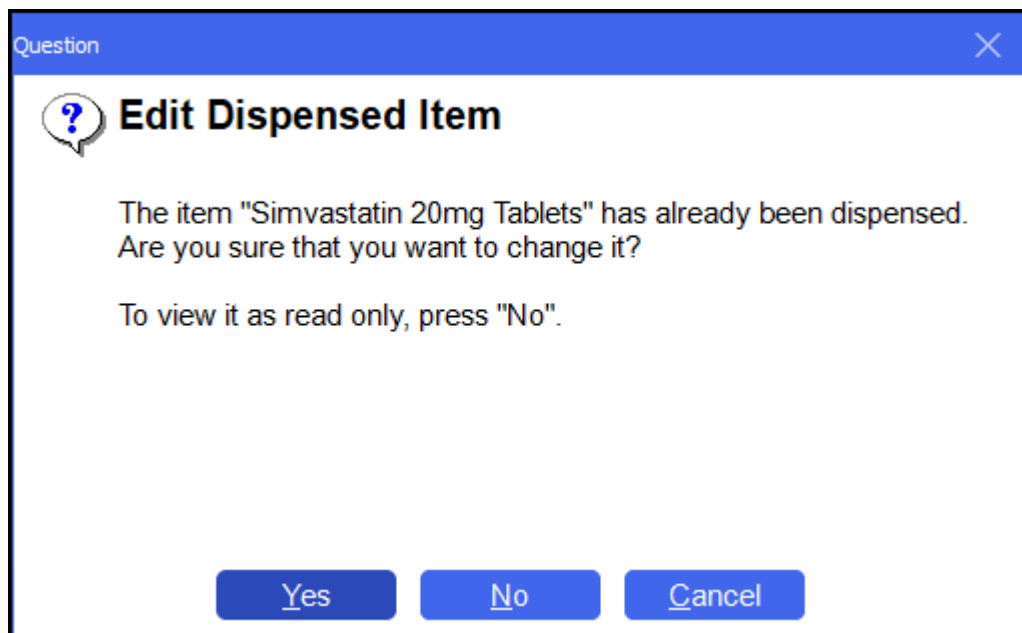 Question
Edit Dispensed Item
The item "Simvastatin 20mg Tablets" has already been dispensed.
Are you sure that you want to change it?
To view it as read only, press "No".
Yes No Cancel